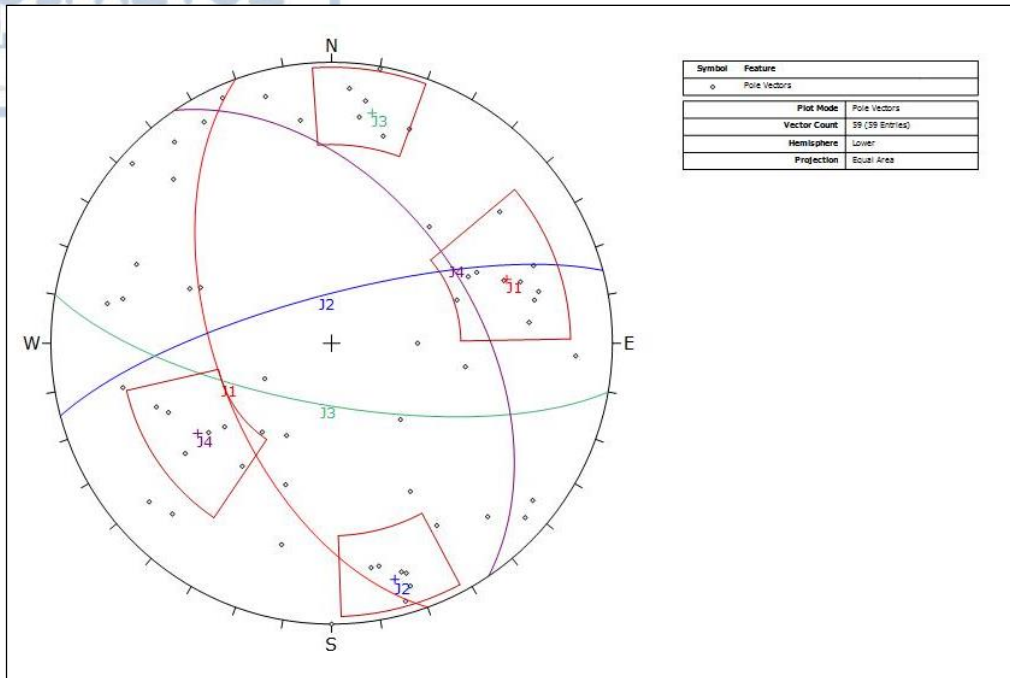 N
Symbol Feature
Pole Vectors
Plot Mode Pole Vectors
Vector Count 59 (59 Entries)
Hemisphere Lower
Projection Equal Area
J3
J4
J1
J2
W
E
J1
J3
J4
J2
S